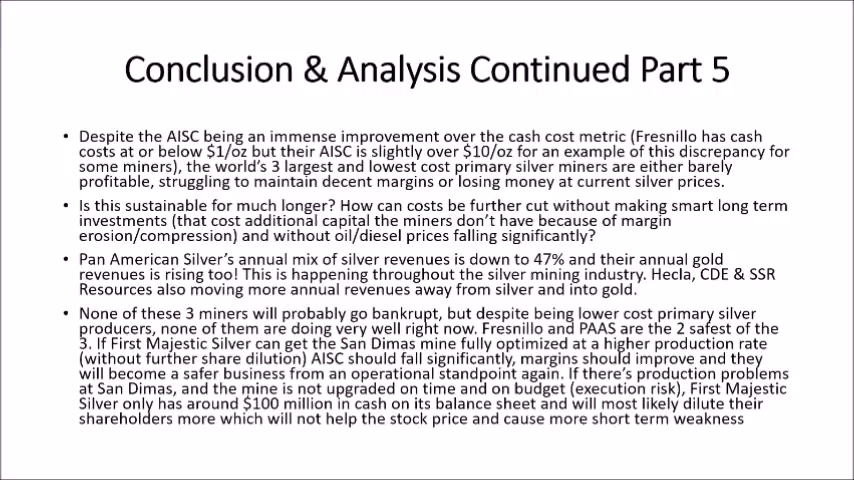 Conclusion & Analysis Continued Part 5
• Despite the AISC being an immense improvement over the cash cost metric (Fresnillo has cash
costs at or below $1/oz but their AISC is slightly over $10/oz for an example of this discrepancy for
some miners), the world's 3 largest and lowest cost primary silver miners are either barely
profitable, struggling to maintain decent margins or losing money at current silver prices.
• Is this sustainable for much longer? How can costs be further cut without making smart long term
investments (that cost additional capital the miners don't have because of margin
erosion/compression) and without oil/diesel prices falling significantly?
• Pan American Silver's annual mix of silver revenues is down to 47% and their annual gold
revenues is rising too! This is happening throughout the silver mining industry. Hecla, CDE & SSR
Resources also moving more annual revenues away from silver and into gold.
• None of these 3 miners will probably go bankrupt, but despite being lower cost primary silver
producers, none of them are doing very well right now. Fresnillo and PAAS are the 2 safest of the
3. If First Majestic Silver can get the San Dimas mine fully optimized at a higher production rate
(without further share dilution) AISC should fall significantly, margins should improve and they
will become a safer business from an operational standpoint again. If there's production problems
at San Dimas, and the mine is not upgraded on time and on budget (execution risk), First Majestic
Silver only has around $100 million in cash on its balance sheet and will most likely dilute their
shareholders more which will not help the stock price and cause more short term weakness